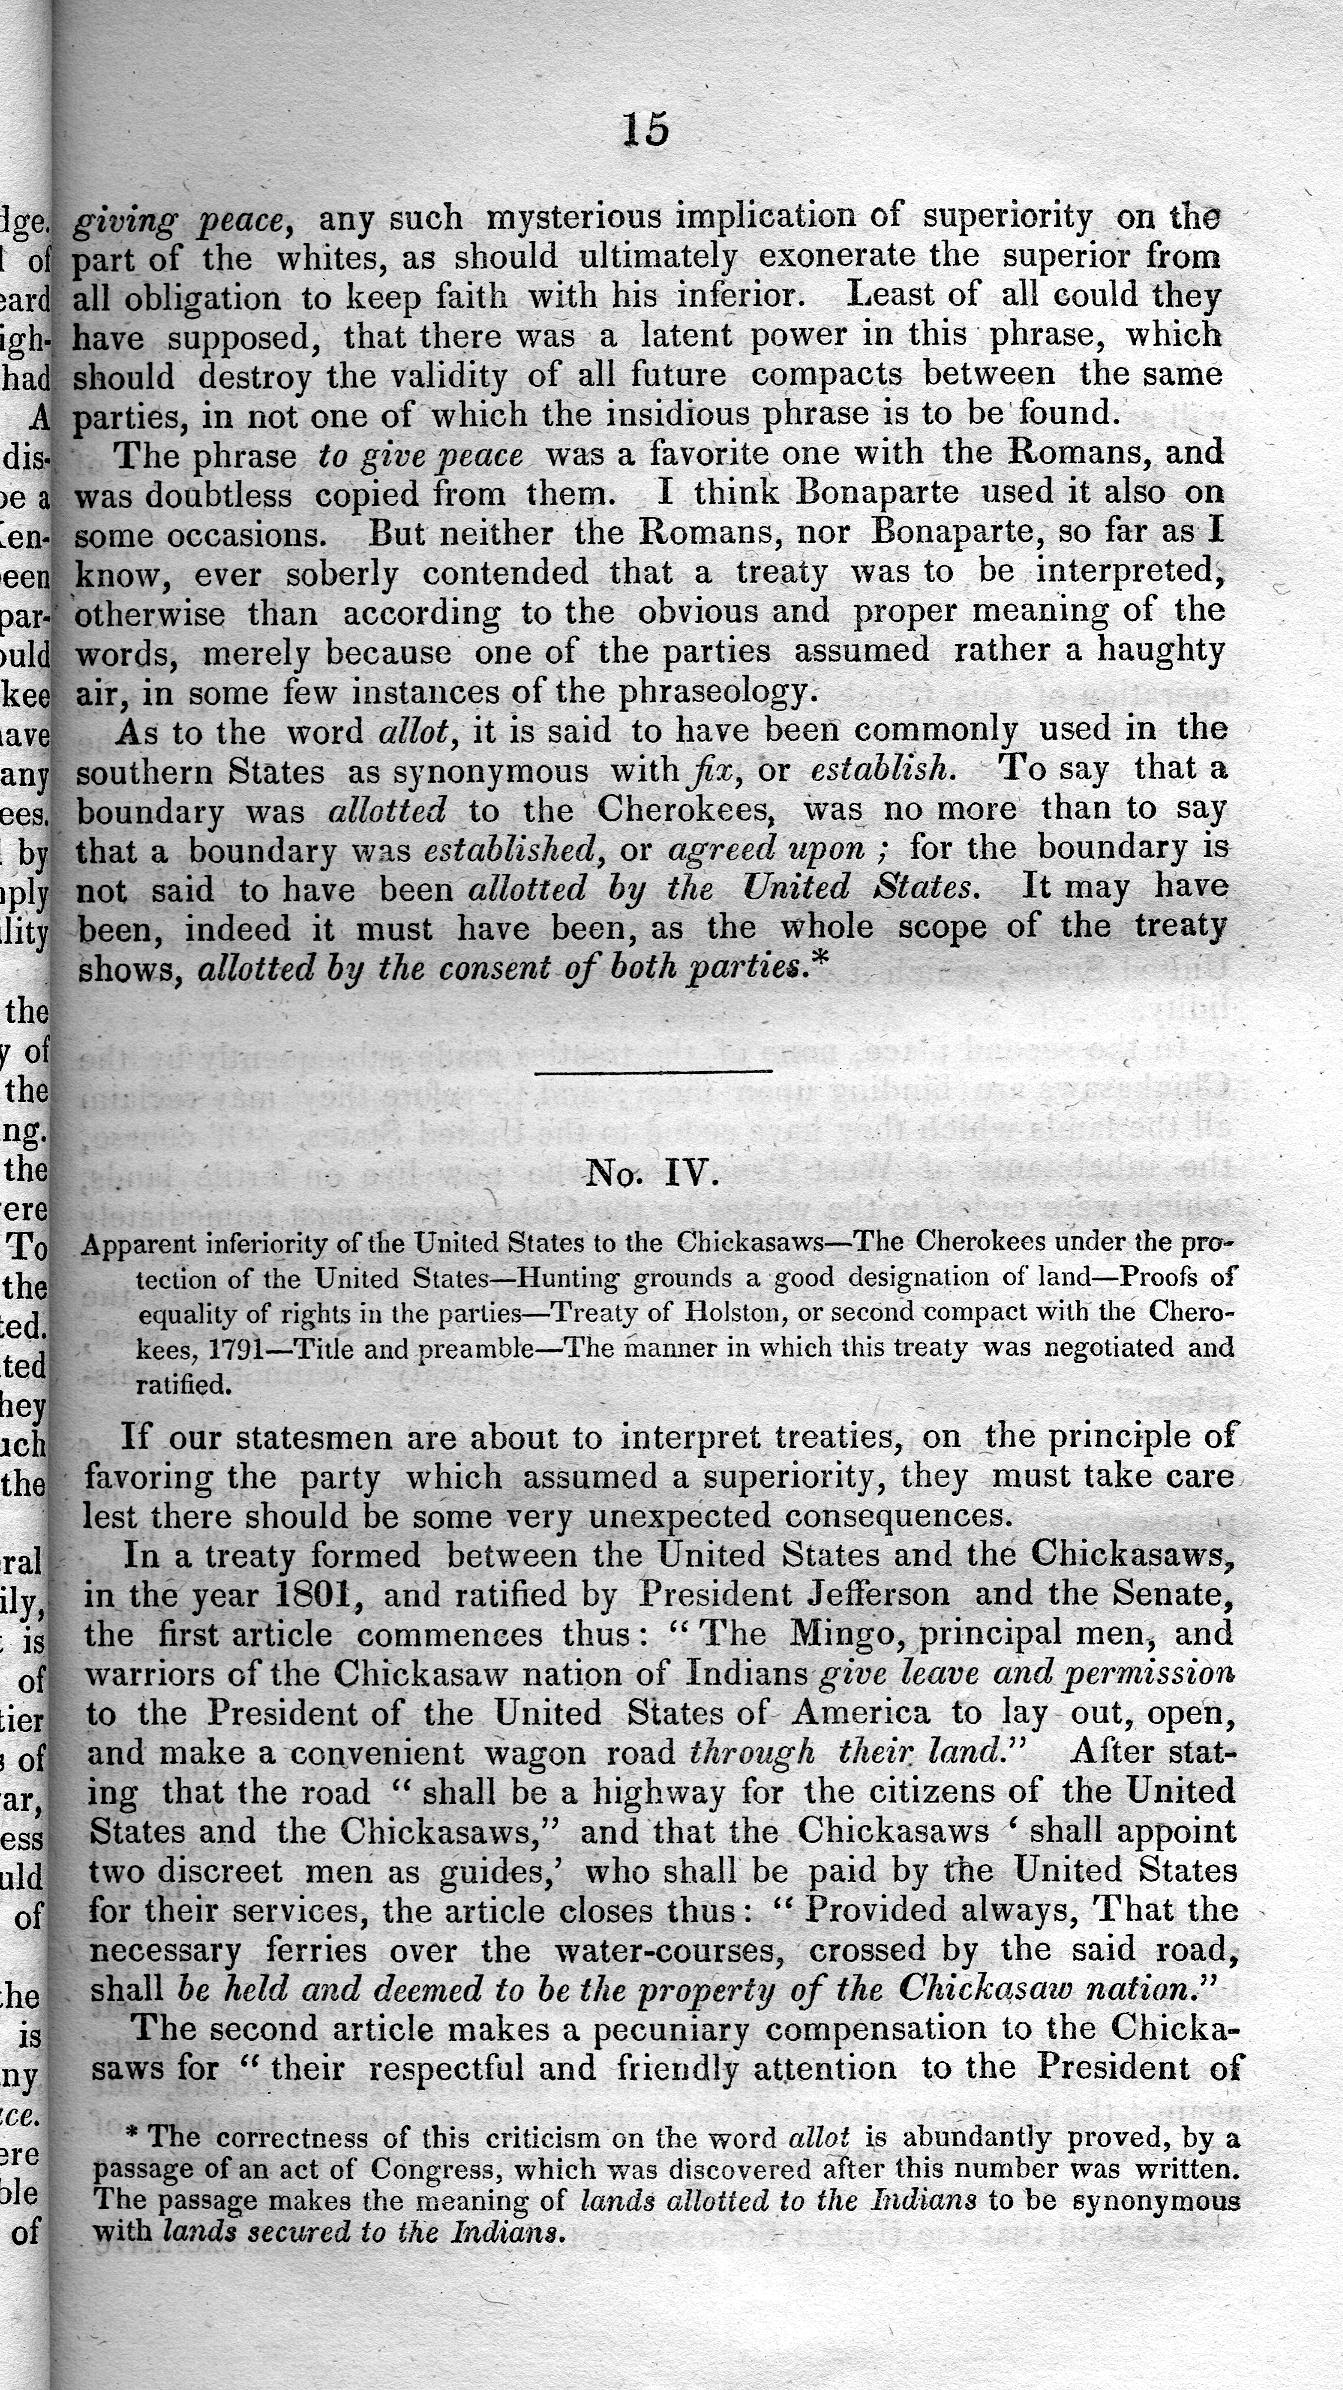 15
giving peace, any such mysterious implication of superiority on the
part of the whites, as should ultimately exonerate the superior from
all obligation to keep faith with his inferior. Least of all could they
have supposed, that there was a latent power in this phrase, which
should destroy the validity of all future compacts between the same
parties, in not one of which the insidious phrase is to be found.
The phrase to give peace was a favorite one with the Romans, and
was doubtless copied from them. I think Bonaparte used it also on
some occasions. But neither the Romans, nor Bonaparte, so far as I
know, ever soberly contended that a treaty was to be interpreted,
otherwise than according to the obvious and proper meaning of the
words, merely because one of the parties assumed rather a haughty
air, in some few instances of the phraseology.
As to the word allot, it is said to have been commonly used in the
southern States as synonymous with fix, or establish. To say that a
boundary was allotted to the Cherokees, was no more than to say
that a boundary was established, or agreed upon ; for the boundary is
not said to have been allotted by the United States. It may have
been, indeed it must have been, as the whole scope of the treaty
shows, allotted by the consent of both parties.*
No. IV.
Apparent inferiority of the United States to the Chickasaws—The Cherokees under the pro-
tection of the United States—Hunting grounds a good designation of land—Proofs of
equality of rights in the parties—Treaty of Holston, or second compact with the Chero-
kees, 1791—Title and preamble—The manner in which this treaty was negotiated and
ratified.
If our statesmen are about to interpret treaties, on the principle of
favoring the party which assumed a superiority, they must take care
lest there should be some very unexpected consequences.
In a treaty formed between the United States and the Chickasaws,
in the year 1801, and ratified by President Jefferson and the Senate,
the first article commences thus: “ The Mingo, principal men, and
warriors of the Chickasaw nation of Indians give leave and permission
to the President of the United States of America to lay out, open,
and make a convenient wagon road through their land.” After stat-
ing that the road “ shall be a highway for the citizens of the United
States and the Chickasaws,” and that the Chickasaws ‘ shall appoint
two discreet men as guides,’ who shall be paid by the United States
for their services, the article closes thus: “ Provided always, That the
necessary ferries over the water-courses, crossed by the said road,
shall be held and deemed to be the property of the Chickasaw nation.”
The second article makes a pecuniary compensation to the Chicka-
saws for “ their respectful and friendly attention to the President of
* The correctness of this criticism on the word allot is abundantly proved, by a
passage of an act of Congress, which was discovered after this number was written.
The passage makes the meaning of lands allotted to the Indians to be synonymous
with lands secured to the Indians.